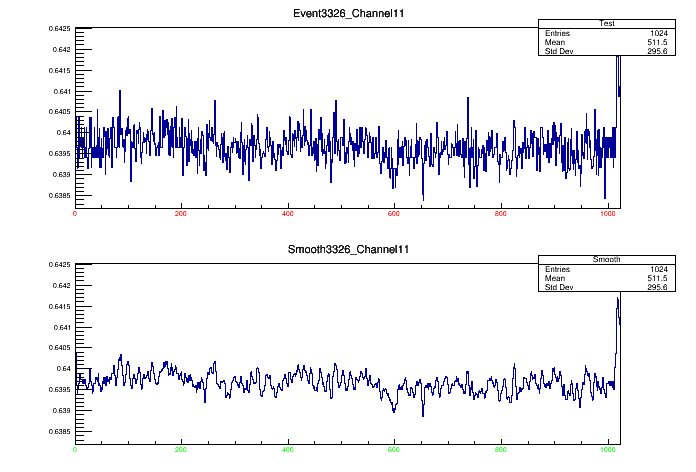 Event3326_Channel11
Test
Entries 1024
Mean 511.5
Std Dev 295.6
0.6425
0.642
0.6415
0.641
0.6405
0.64
0.6395
0.639
0.6385
0 200 400 600 800 1000
Smooth3326_Channel11
Smooth
Entries 1024
Mean 511.5
Std Dev 295.6
0.6425
0.642
0.6415
0.641
0.6405
0.64
0.6395
0.639
0.6385
0 200 400 600 800 1000